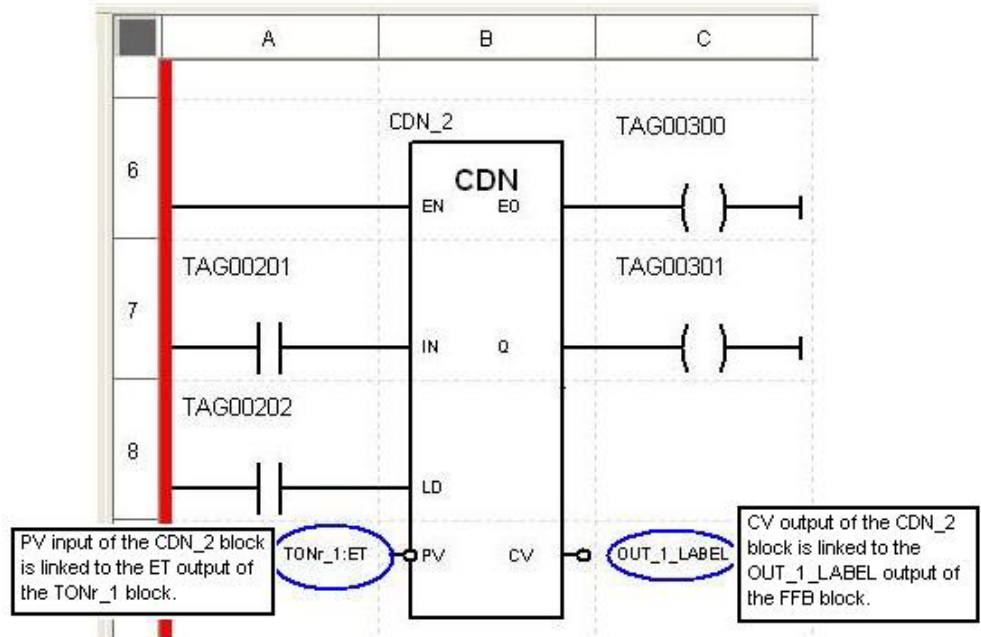 A B C
CDN_2 TAG00300
6
CDN
EN EO
TAG00201 TAG00301
7
IN Q
TAG00202
8
LD
PV input of the CDN_2 block
is linked to the ET output of
the TONr_1 block.
TONr_1:ET PV CV OUT_1_LABEL
CV output of the CDN_2
block is linked to the
OUT_1_LABEL output of
the FFB block.